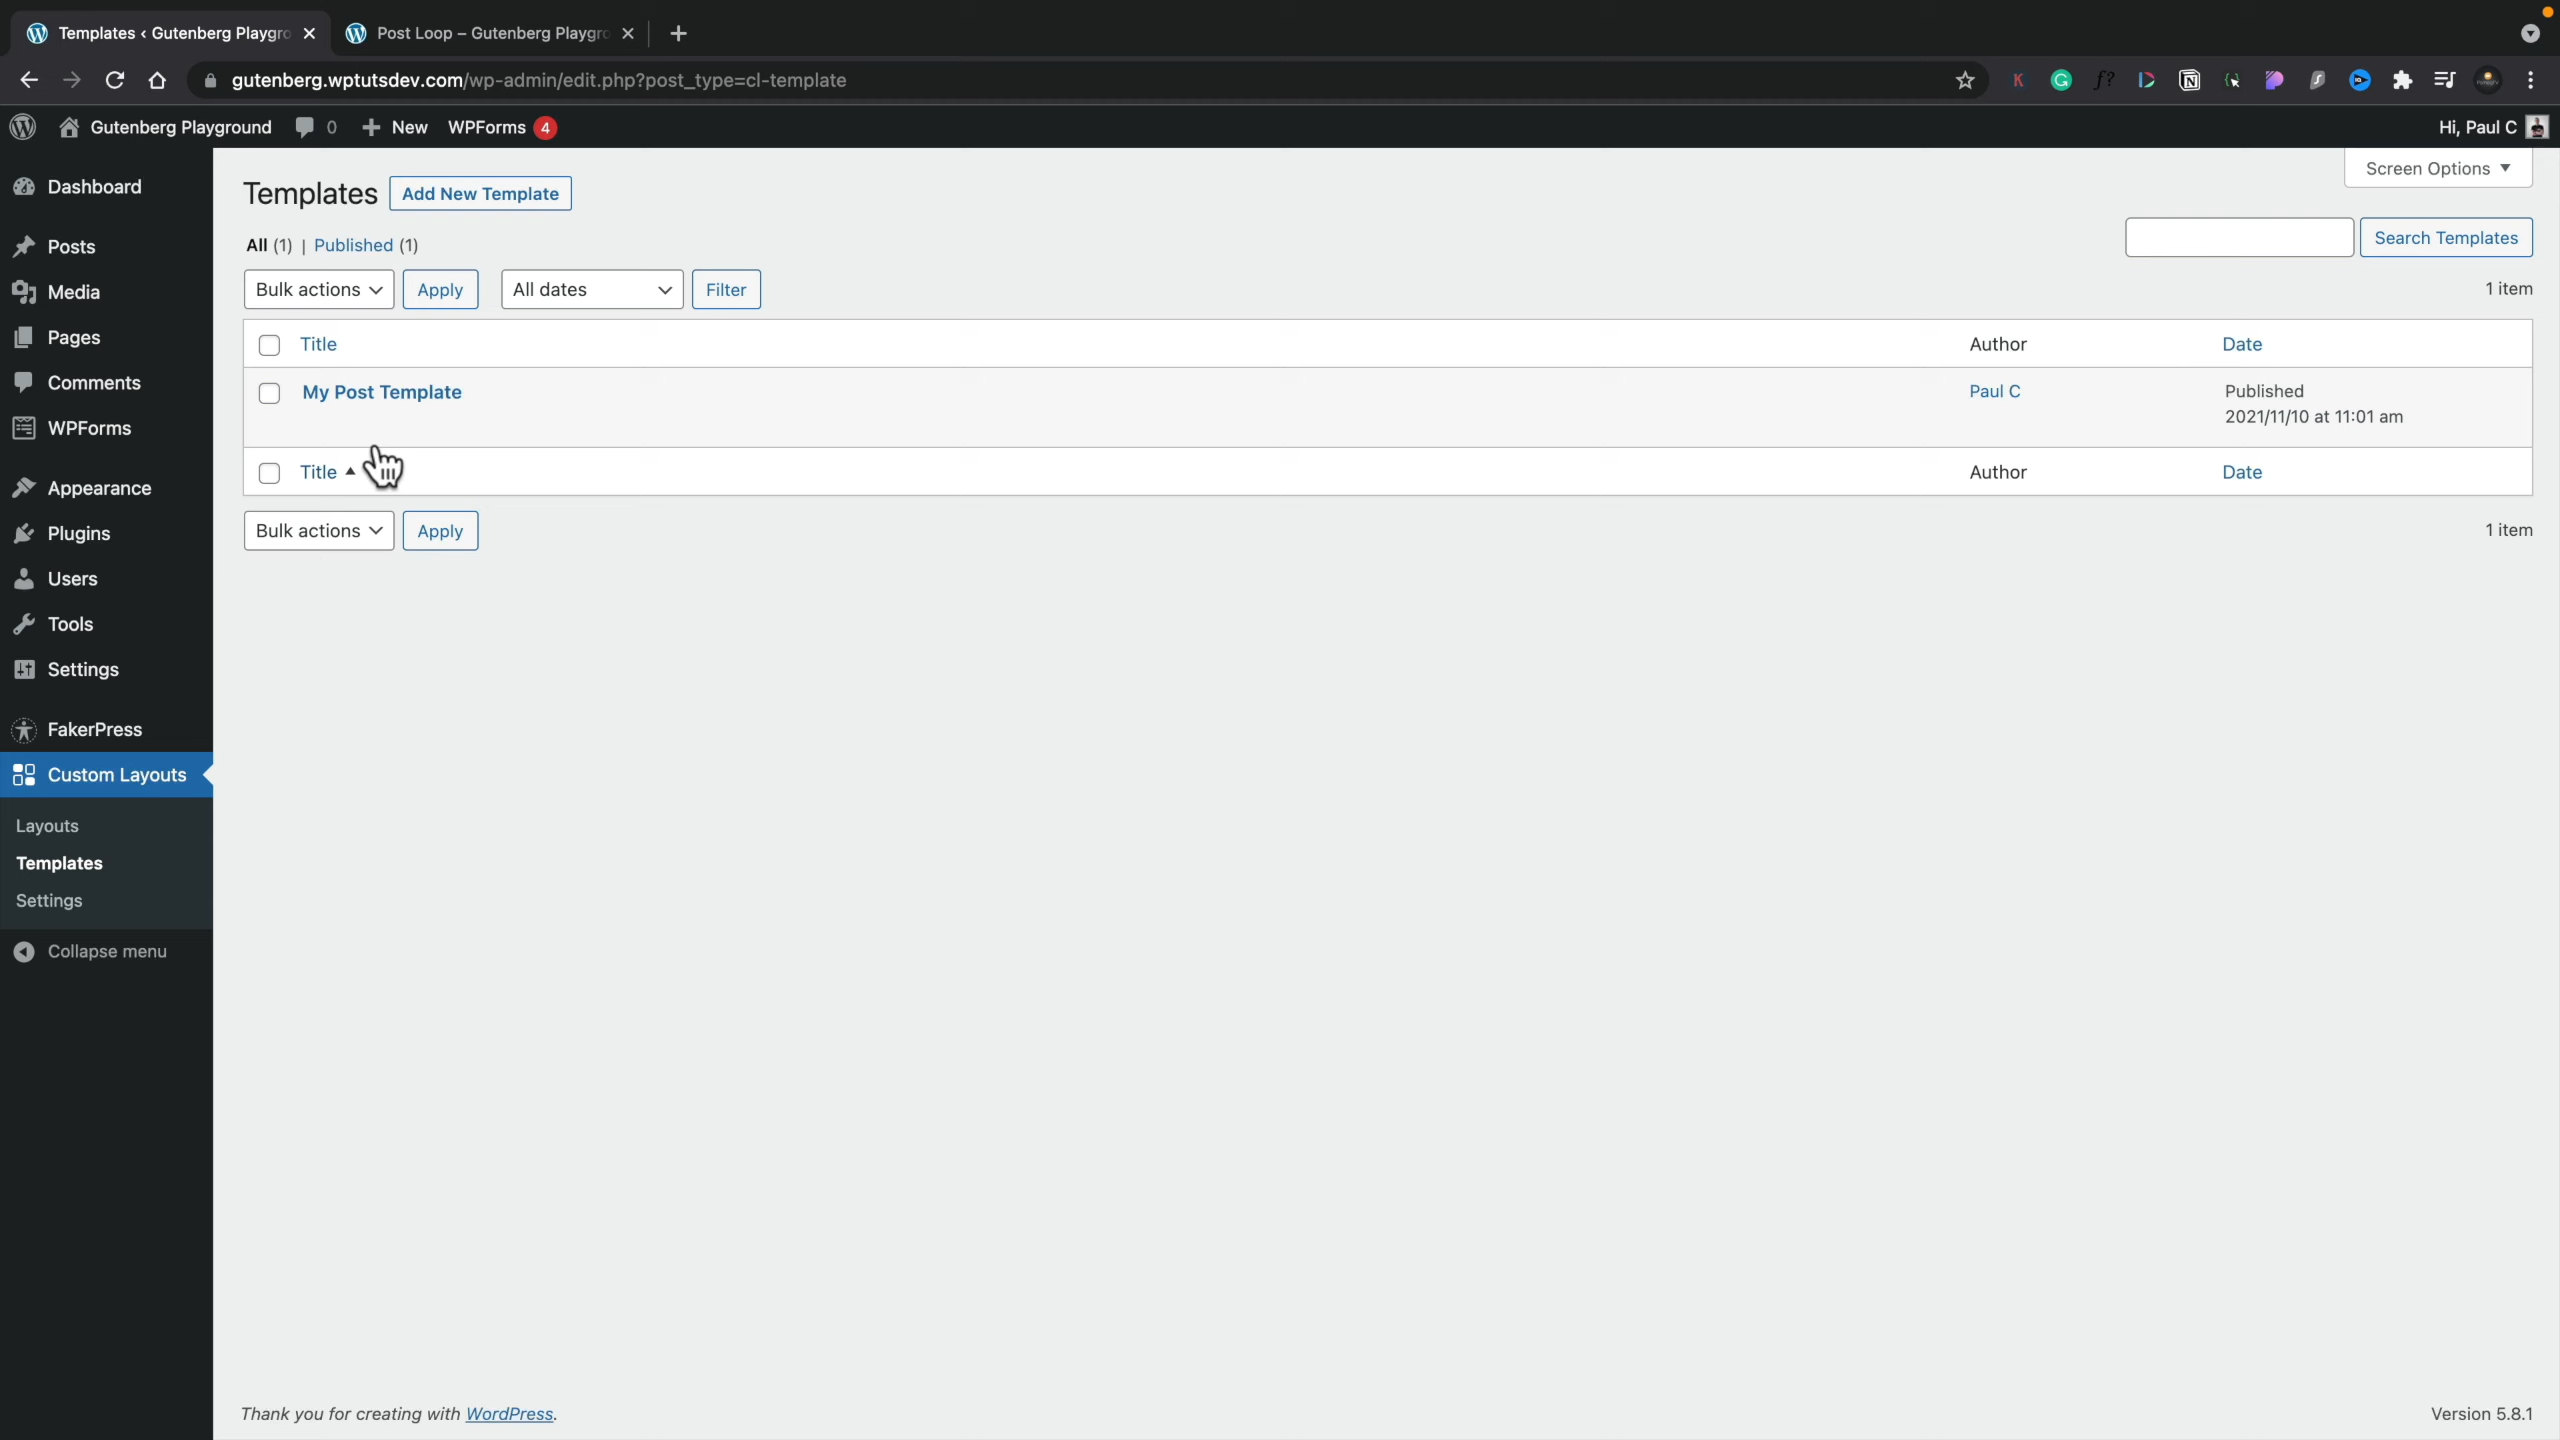 Templates ‹ Gutenberg Playgro
Post Loop – Gutenberg Playgro
gutenberg.wptutsdev.com/wp-admin/edit.php?post_type=cl-template
Gutenberg Playground 0 New WPForms 4
Hi, Paul C
Dashboard
Posts
Media
Pages
Comments
WPForms
Appearance
Plugins
Users
Tools
Settings
FakerPress
Custom Layouts
Layouts
Templates
Settings
Collapse menu
Screen Options
Templates Add New Template
All (1) | Published (1)
Search Templates
Bulk actions Apply All dates Filter
1 item
Title Author Date
My Post Template Paul C Published
2021/11/10 at 11:01 am
Title Author Date
Bulk actions Apply
1 item
Thank you for creating with WordPress.
Version 5.8.1